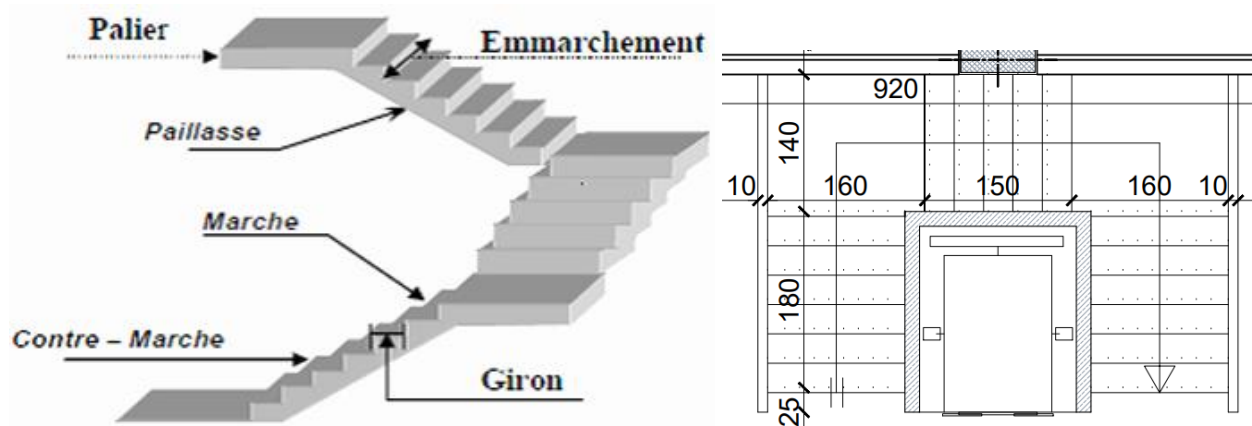 Palier
Emmarchement
Paillasse
Marche
Contre – Marche
Giron
920
140
10
160
150
160
10
180
25